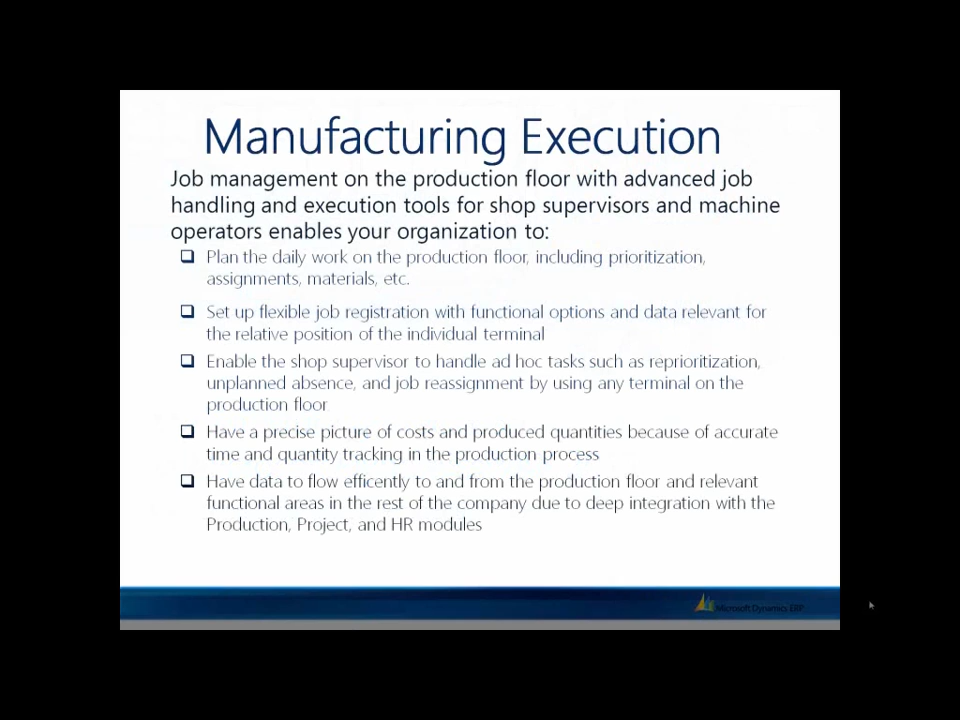 Manufacturing Execution
Job management on the production floor with advanced job
handling and execution tools for shop supervisors and machine
operators enables your organization to:
Plan the daily work on the production floor, including prioritization,
assignments, materials, etc.
Set up flexible job registration with functional options and data relevant for
the relative position of the individual terminal
Enable the shop supervisor to handle ad hoc tasks such as reprioritization,
unplanned absence, and job reassignment by using any terminal on the
production floor
Have a precise picture of costs and produced quantities because of accurate
time and quantity tracking in the production process
Have data to flow efficently to and from the production floor and relevant
functional areas in the rest of the company due to deep integration with the
Production, Project, and HR modules
Microsoft Dynamics ERP